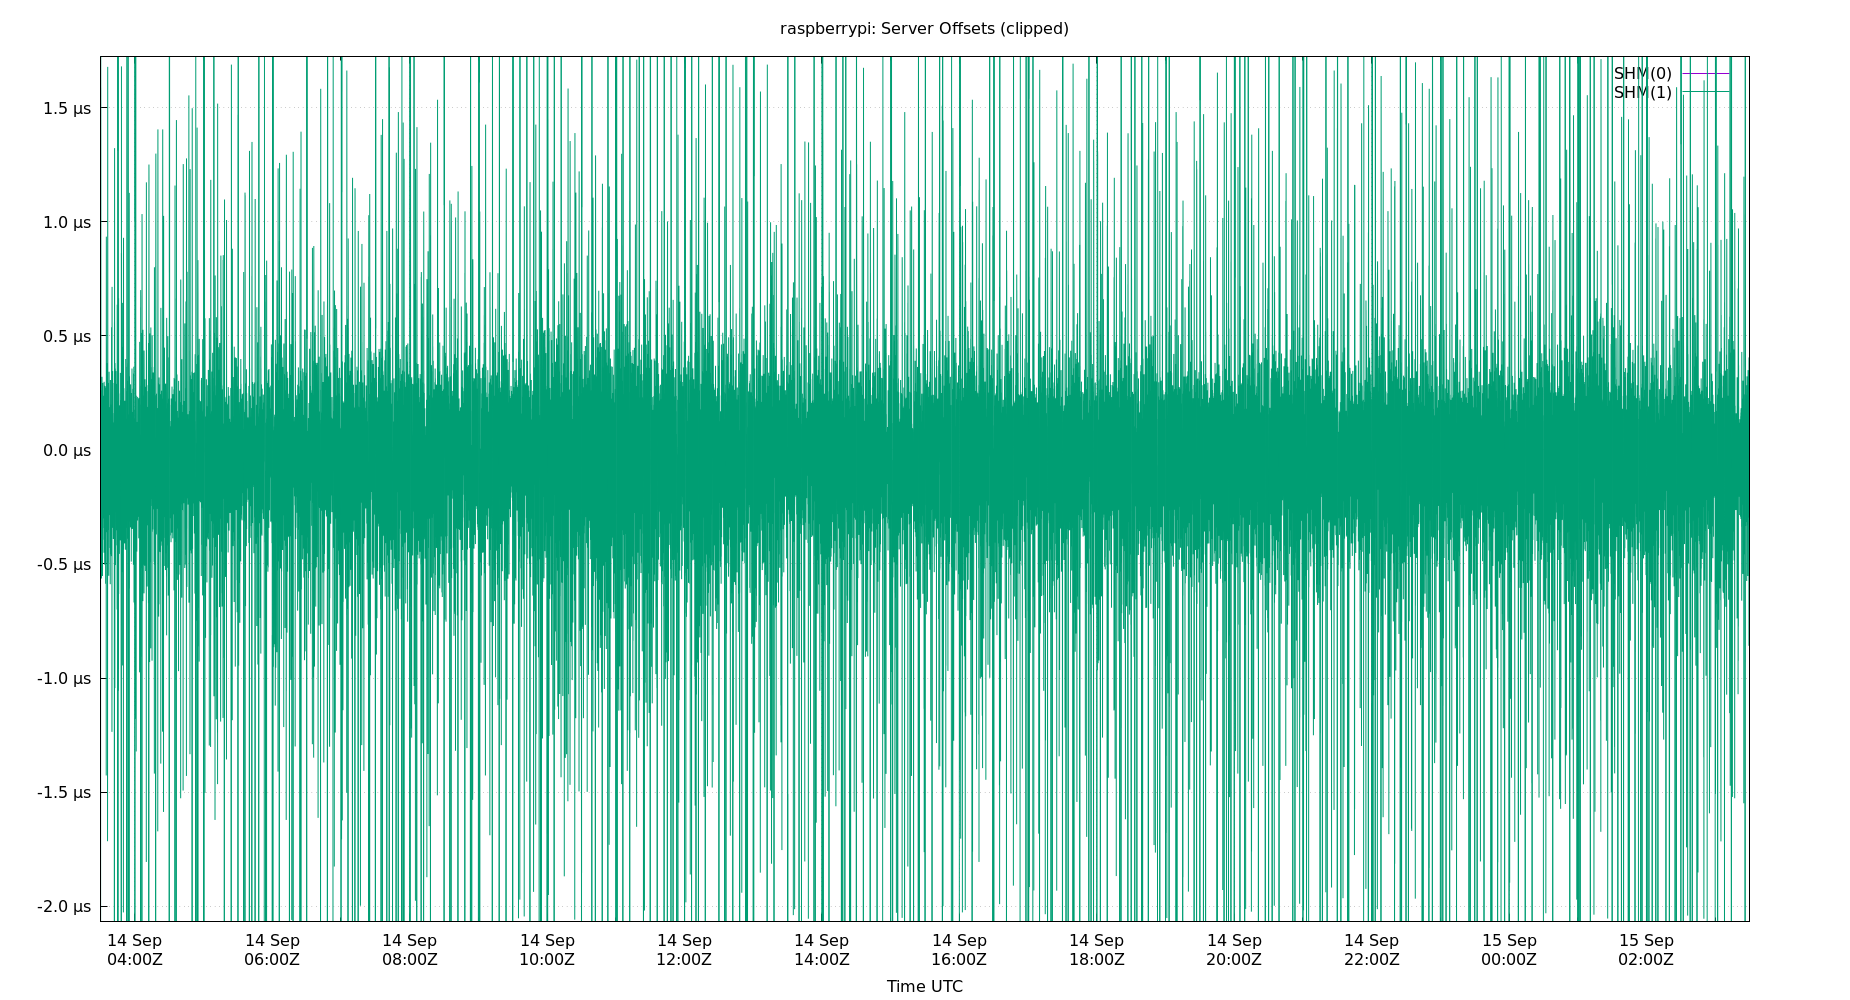 raspberrypi: Server Offsets (clipped)
SHM(0)
SHM(1)
1.5 µs
1.0 µs
0.5 µs
0.0 µs
-0.5 µs
-1.0 µs
-1.5 µs
-2.0 µs
14 Sep 14 Sep 14 Sep 14 Sep 14 Sep 14 Sep 14 Sep 14 Sep 14 Sep 14 Sep 15 Sep 15 Sep
04:00Z 06:00Z 08:00Z 10:00Z 12:00Z 14:00Z 16:00Z 18:00Z 20:00Z 22:00Z 00:00Z 02:00Z
Time UTC